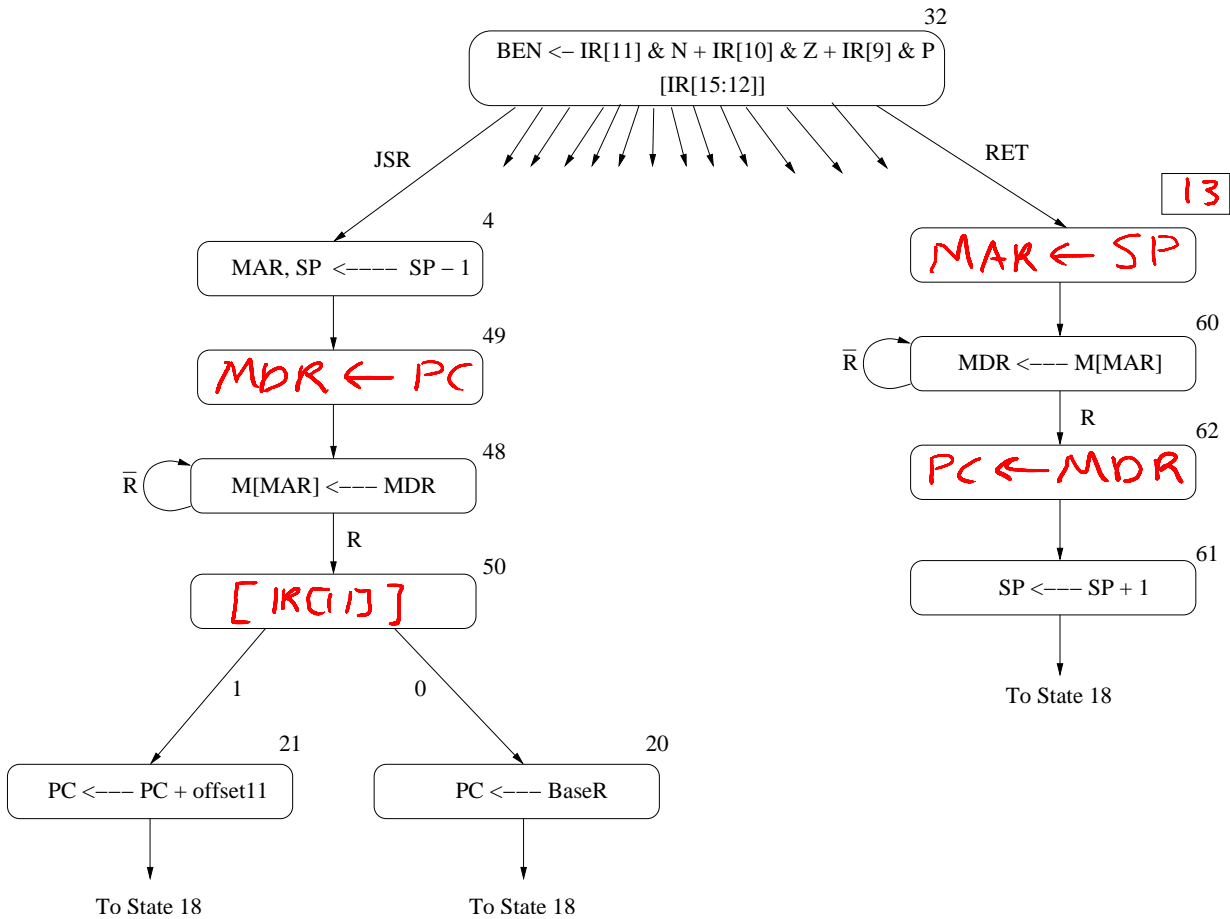 32
BEN <– IR[11] & N + IR[10] & Z + IR[9] & P
[IR[15:12]]
JSR
RET
13
4
MAR, SP <–––– SP – 1
MAR ← SP
49
MDR ← PC
60
R̅
MDR <––– M[MAR]
R
48
R̅
M[MAR] <––– MDR
R
62
PC ← MDR
50
[IR[11]]
61
SP <––– SP + 1
1
0
To State 18
21
PC <––– PC + offset11
20
PC <––– BaseR
To State 18
To State 18